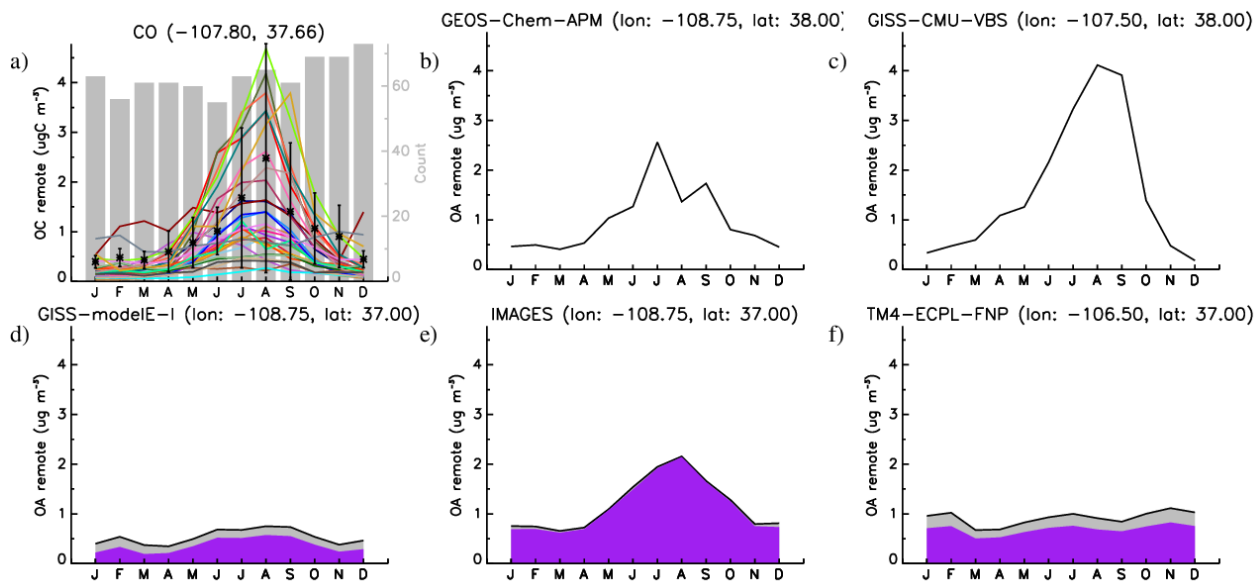 a)
CO (−107.80, 37.66)
OC remote (ugC m⁻³)
4
3
2
1
0
60
40
20
0
Count
J F M A M J J A S O N D
b)
GEOS−Chem−APM (lon: −108.75, lat: 38.00)
OA remote (ug m⁻³)
4
3
2
1
0
J F M A M J J A S O N D
c)
GISS−CMU−VBS (lon: −107.50, lat: 38.00)
OA remote (ug m⁻³)
4
3
2
1
0
J F M A M J J A S O N D
d)
GISS−modelE−I (lon: −108.75, lat: 37.00)
OA remote (ug m⁻³)
4
3
2
1
0
J F M A M J J A S O N D
e)
IMAGES (lon: −108.75, lat: 37.00)
OA remote (ug m⁻³)
4
3
2
1
0
J F M A M J J A S O N D
f)
TM4−ECPL−FNP (lon: −106.50, lat: 37.00)
OA remote (ug m⁻³)
4
3
2
1
0
J F M A M J J A S O N D